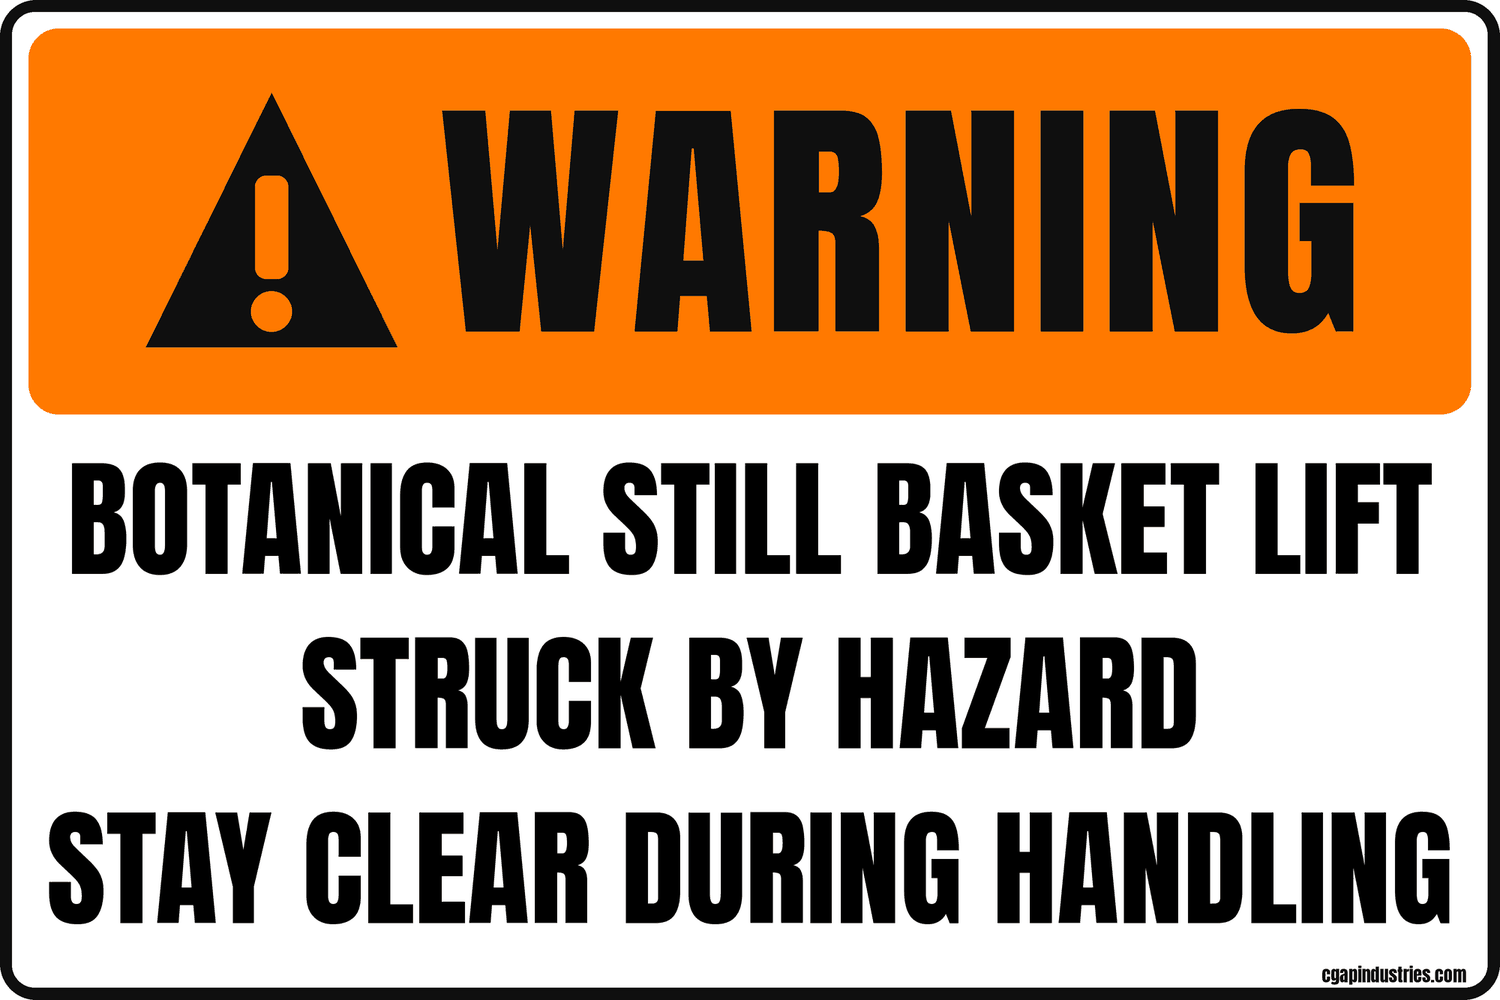 WARNING
BOTANICAL STILL BASKET LIFT
STRUCK BY HAZARD
STAY CLEAR DURING HANDLING
cgapindustries.com